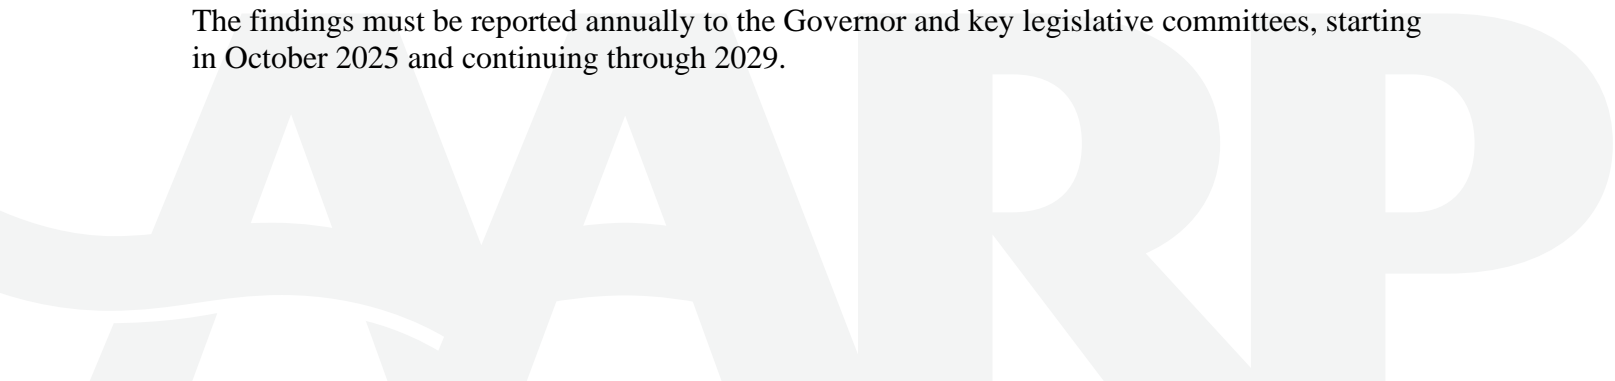 The findings must be reported annually to the Governor and key legislative committees, starting
in October 2025 and continuing through 2029.
AARP